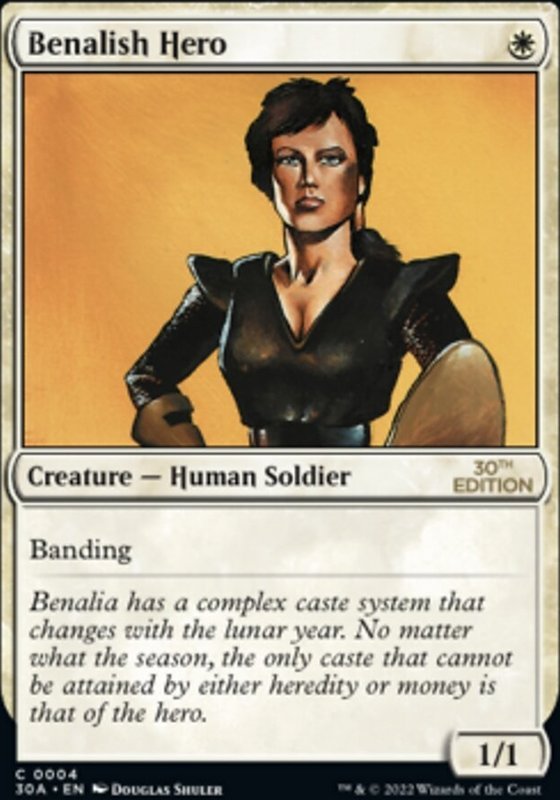 Benalish Hero
Creature — Human Soldier
30TH
EDITION
Banding
Benalia has a complex caste system that
changes with the lunar year. No matter
what the season, the only caste that cannot
be attained by either heredity or money is
that of the hero.
1/1
C 0004
30A • EN Douglas Shuler
™ & © 2022 Wizards of the Coast